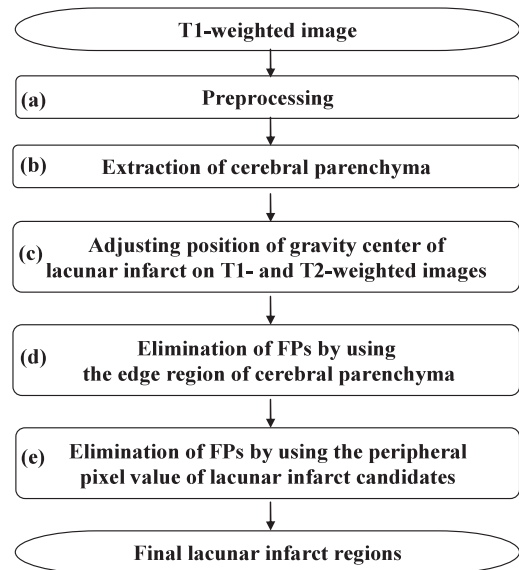 T1-weighted image
(a) Preprocessing
(b) Extraction of cerebral parenchyma
(c) Adjusting position of gravity center of
lacunar infarct on T1- and T2-weighted images
(d) Elimination of FPs by using
the edge region of cerebral parenchyma
(e) Elimination of FPs by using the peripheral
pixel value of lacunar infarct candidates
Final lacunar infarct regions